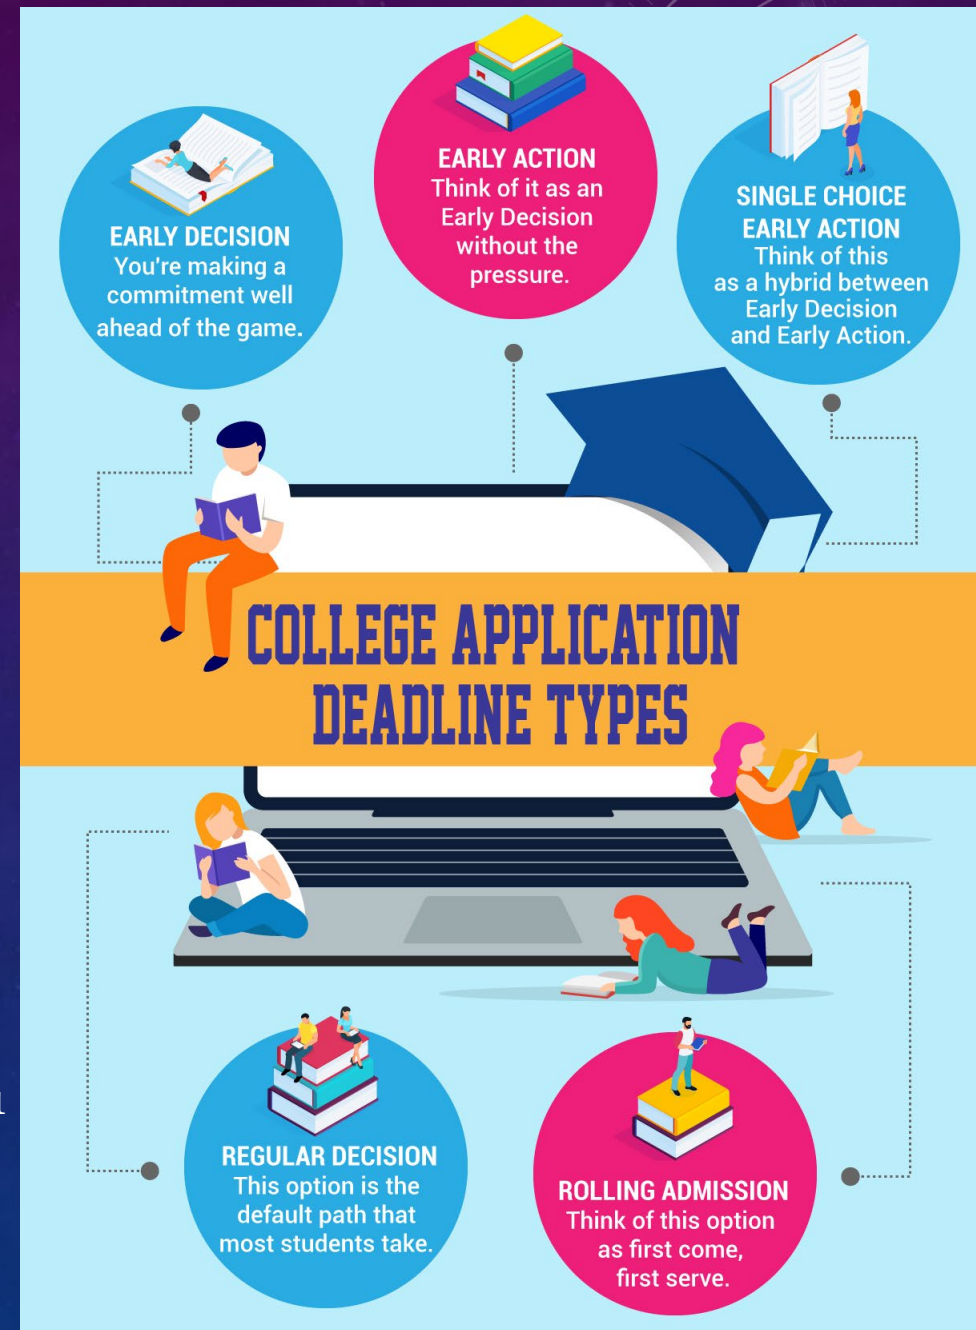 EARLY DECISION
You're making a
commitment well
ahead of the game.
EARLY ACTION
Think of it as an
Early Decision
without the
pressure.
SINGLE CHOICE
EARLY ACTION
Think of this
as a hybrid between
Early Decision
and Early Action.
COLLEGE APPLICATION
DEADLINE TYPES
REGULAR DECISION
This option is the
default path that
most students take.
ROLLING ADMISSION
Think of this option
as first come,
first serve.